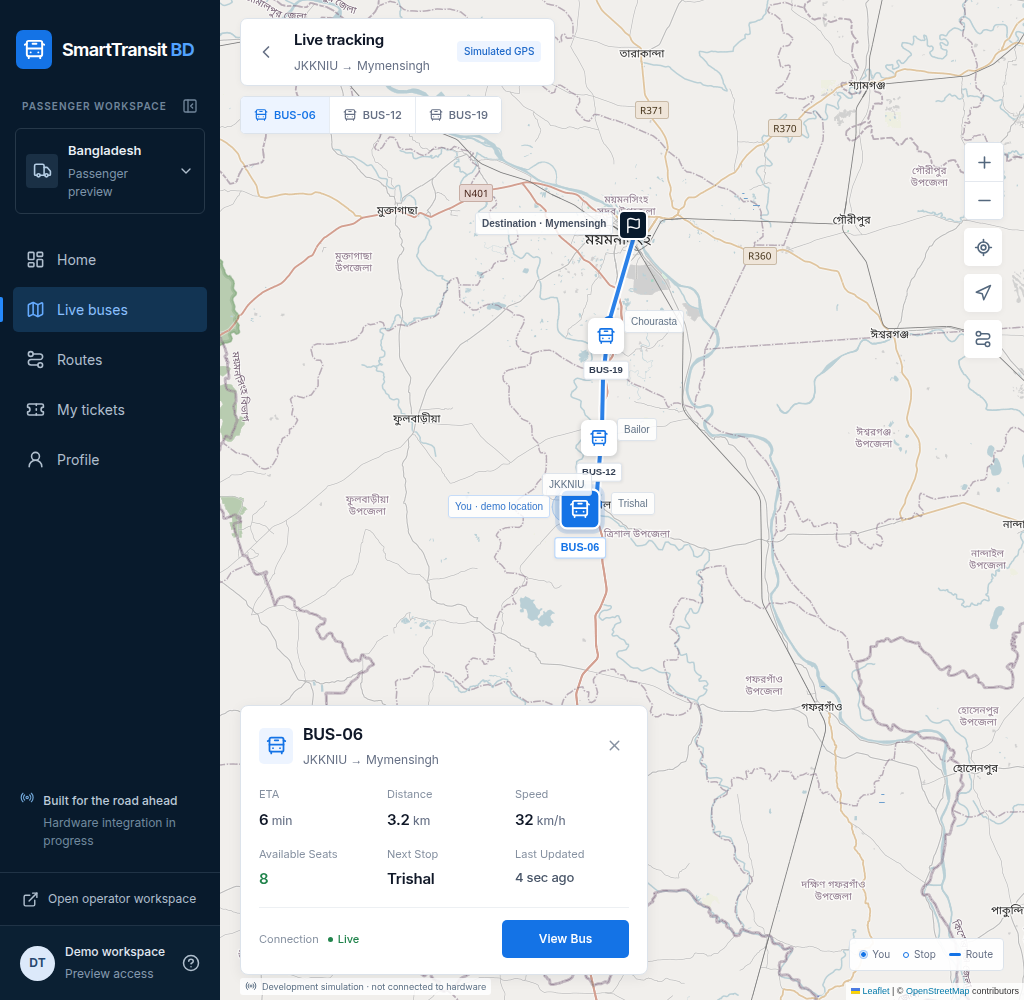 SmartTransit BD
PASSENGER WORKSPACE
Bangladesh
Passenger
preview
Home
Live buses
Routes
My tickets
Profile
Built for the road ahead
Hardware integration in
progress
Open operator workspace
DT
Demo workspace
Preview access
Live tracking
JKKNIU → Mymensingh
Simulated GPS
BUS-06
BUS-12
BUS-19
তারাকান্দা
শ্যামগঞ্জ
R371
R370
গৌরীপুর
উপজেলা
N401
মুক্তাগাছা
ময়মনসিংহ
Destination · Mymensingh
গৌরীপুর
মুক্তাগাছা
উপজেলা
R360
Chourasta
ঈশ্বরগঞ্জ
BUS-19
ময়মনসিংহ বিভাগ
ফুলবাড়ীয়া
Bailor
ঈশ্বরগঞ্জ
উপজেলা
BUS-12
JKKNIU
ফুলবাড়ীয়া
উপজেলা
You · demo location
Trishal
ত্রিশাল উপজেলা
BUS-06
নান্দাইল
উপজেলা
গফরগাঁও
উপজেলা
গফরগাঁও
হোসেনপুর
উপজেলা
হোসেনপুর
দক্ষিণ গফরগাঁও
উপজেলা
BUS-06
JKKNIU → Mymensingh
ETA
Distance
Speed
6 min
3.2 km
32 km/h
Available Seats
Next Stop
Last Updated
8
Trishal
4 sec ago
Connection
Live
View Bus
Development simulation · not connected to hardware
You
Stop
Route
Leaflet | © OpenStreetMap contributors